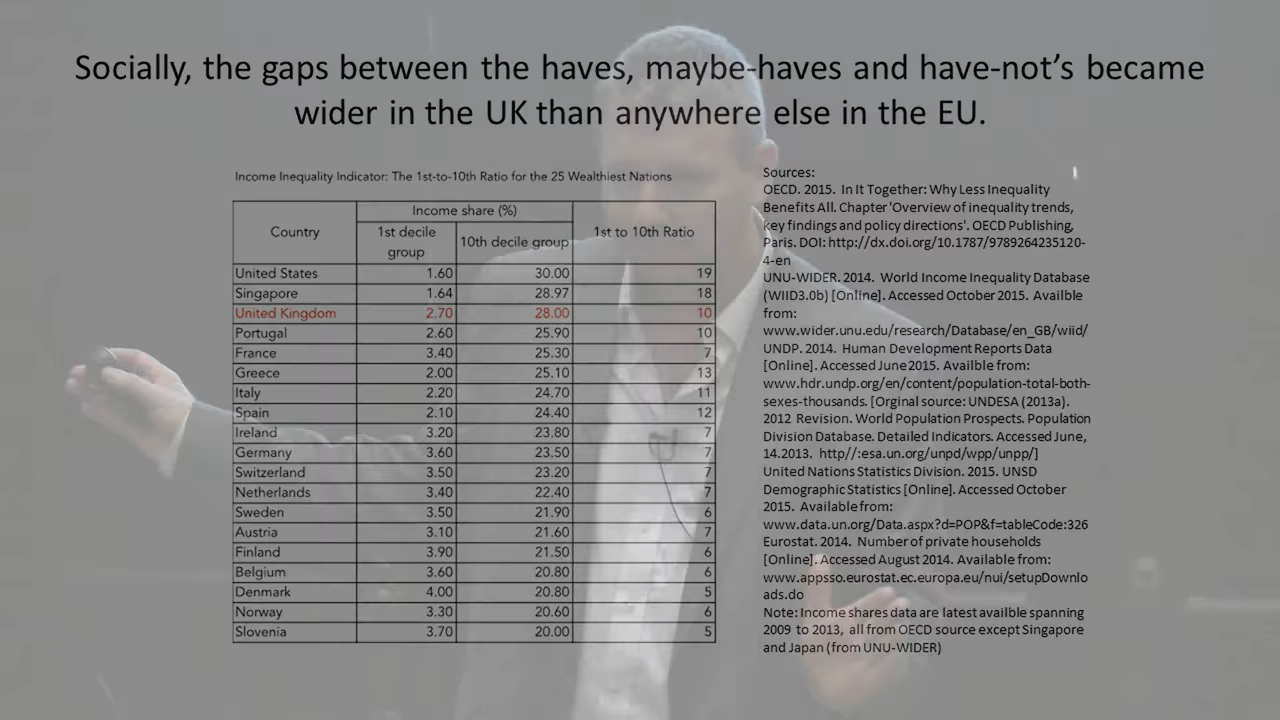 Socially, the gaps between the haves, maybe-haves and have-not's became
wider in the UK than anywhere else in the EU.
Income Inequality Indicator: The 1st-to-10th Ratio for the 25 Wealthiest Nations
Country Income share (%) 1st to 10th Ratio
1st decile group 10th decile group
United States 1.60 30.00 19
Singapore 1.64 28.97 18
United Kingdom 2.70 28.00 10
Portugal 2.60 25.90 10
France 3.40 25.30 7
Greece 2.00 25.10 13
Italy 2.20 24.70 11
Spain 2.10 24.40 12
Ireland 3.20 23.80 7
Germany 3.60 23.50 7
Switzerland 3.50 23.20 7
Netherlands 3.40 22.40 7
Sweden 3.50 21.90 6
Austria 3.10 21.60 7
Finland 3.90 21.50 6
Belgium 3.60 20.80 6
Denmark 4.00 20.80 5
Norway 3.30 20.60 6
Slovenia 3.70 20.00 5
Sources:
OECD. 2015. In It Together: Why Less Inequality
Benefits All. Chapter 'Overview of inequality trends,
key findings and policy directions'. OECD Publishing,
Paris. DOI: http://dx.doi.org/10.1787/9789264235120-
4-en
UNU-WIDER. 2014. World Income Inequality Database
(WIID3.0b) [Online]. Accessed October 2015. Availble
from:
www.wider.unu.edu/research/Database/en_GB/wiid/
UNDP. 2014. Human Development Reports Data
[Online]. Accessed June 2015. Availble from:
www.hdr.undp.org/en/content/population-total-both-
sexes-thousands. [Orginal source: UNDESA (2013a).
2012 Revision. World Population Prospects. Population
Division Database. Detailed Indicators. Accessed June,
14.2013. http//:esa.un.org/unpd/wpp/unpp/]
United Nations Statistics Division. 2015. UNSD
Demographic Statistics [Online]. Accessed October
2015. Available from:
www.data.un.org/Data.aspx?d=POP&f=tableCode:326
Eurostat. 2014. Number of private households
[Online]. Accessed August 2014. Available from:
www.appsso.eurostat.ec.europa.eu/nui/setupDownlo
ads.do
Note: Income shares data are latest availble spanning
2009 to 2013, all from OECD source except Singapore
and Japan (from UNU-WIDER)